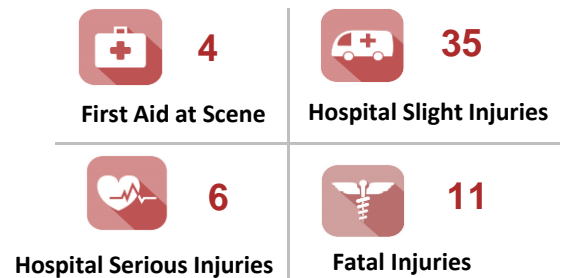 4
First Aid at Scene
35
Hospital Slight Injuries
6
Hospital Serious Injuries
11
Fatal Injuries